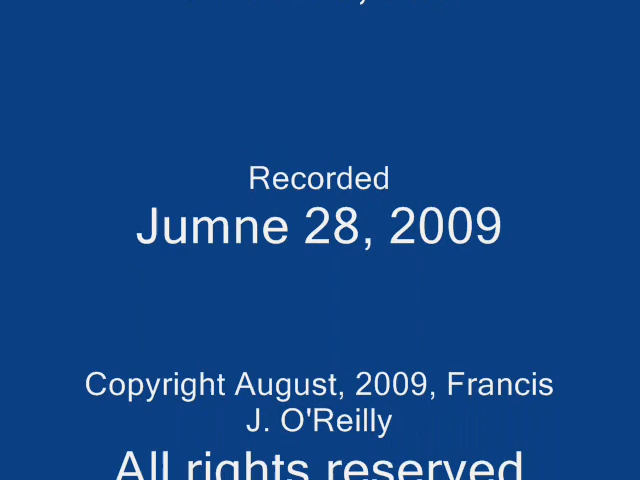 Recorded
Jumne 28, 2009
Copyright August, 2009, Francis
J. O'Reilly
All rights reserved